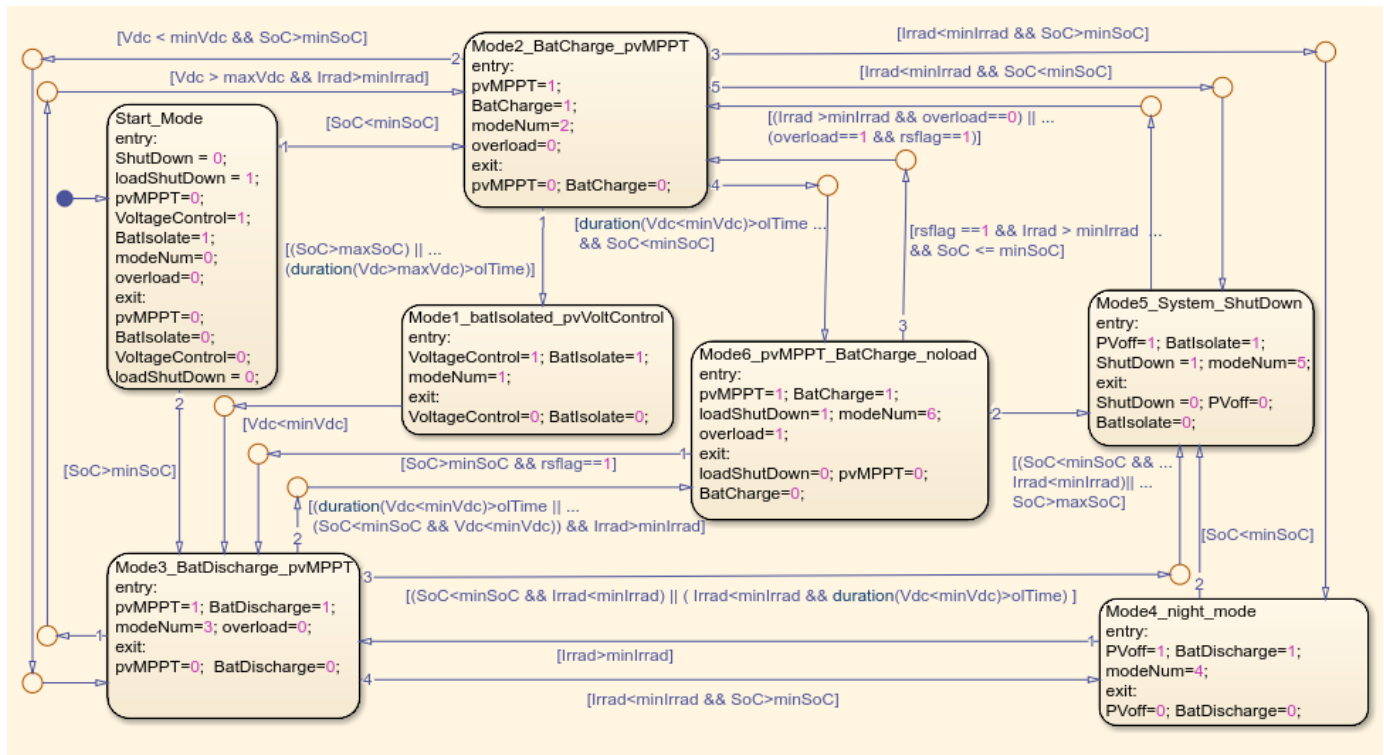 [Vdc < minVdc && SoC>minSoC]
2
[Vdc > maxVdc && Irrad>minIrrad]
Mode2_BatCharge_pvMPPT
entry:
pvMPPT=1;
BatCharge=1;
modeNum=2;
overload=0;
exit:
pvMPPT=0; BatCharge=0;
3
[Irrad<minIrrad && SoC>minSoC]
5
[Irrad<minIrrad && SoC<minSoC]
[(Irrad >minIrrad && overload==0) || ...
(overload==1 && rsflag==1)]
Start_Mode
entry:
ShutDown = 0;
loadShutDown = 1;
pvMPPT=0;
VoltageControl=1;
BatIsolate=1;
modeNum=0;
overload=0;
exit:
pvMPPT=0;
BatIsolate=0;
VoltageControl=0;
loadShutDown = 0;
1
[SoC<minSoC]
4
[duration(Vdc<minVdc)>olTime ...
&& SoC<minSoC]
1
[(SoC>maxSoC) || ...
(duration(Vdc>maxVdc)>olTime)]
[rsflag ==1 && Irrad > minIrrad ...
&& SoC <= minSoC]
3
Mode1_batIsolated_pvVoltControl
entry:
VoltageControl=1; BatIsolate=1;
modeNum=1;
exit:
VoltageControl=0; BatIsolate=0;
Mode6_pvMPPT_BatCharge_noload
entry:
pvMPPT=1; BatCharge=1;
loadShutDown=1; modeNum=6;
overload=1;
exit:
loadShutDown=0; pvMPPT=0;
BatCharge=0;
Mode5_System_ShutDown
entry:
PVoff=1; BatIsolate=1;
ShutDown =1; modeNum=5;
exit:
ShutDown =0; PVoff=0;
BatIsolate=0;
2
2
[Vdc<minVdc]
1
[SoC>minSoC && rsflag==1]
[SoC>minSoC]
[(SoC<minSoC && ...
Irrad<minIrrad)|| ...
SoC>maxSoC]
[(duration(Vdc<minVdc)>olTime || ...
(SoC<minSoC && Vdc<minVdc)) && Irrad>minIrrad]
2
[SoC<minSoC]
2
Mode3_BatDischarge_pvMPPT
entry:
pvMPPT=1; BatDischarge=1;
modeNum=3; overload=0;
exit:
pvMPPT=0; BatDischarge=0;
1
3
[(SoC<minSoC && Irrad<minIrrad) || ( Irrad<minIrrad && duration(Vdc<minVdc)>olTime) ]
1
[Irrad>minIrrad]
4
[Irrad<minIrrad && SoC>minSoC]
Mode4_night_mode
entry:
PVoff=1; BatDischarge=1;
modeNum=4;
exit:
PVoff=0; BatDischarge=0;